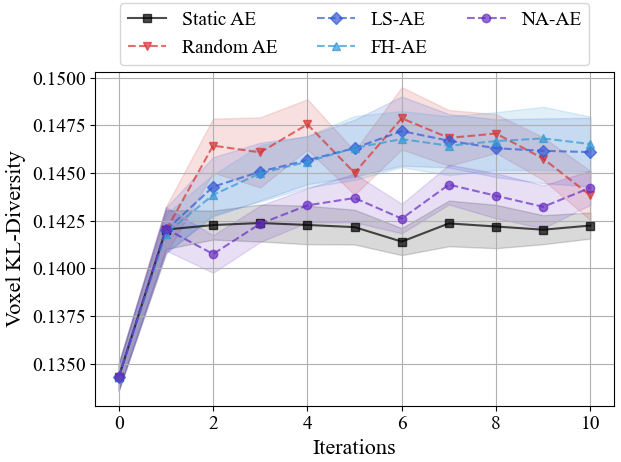 Static AE LS-AE NA-AE
Random AE FH-AE
0.1500
0.1475
0.1450
0.1425
0.1400
0.1375
0.1350
Voxel KL-Diversity
0 2 4 6 8 10
Iterations